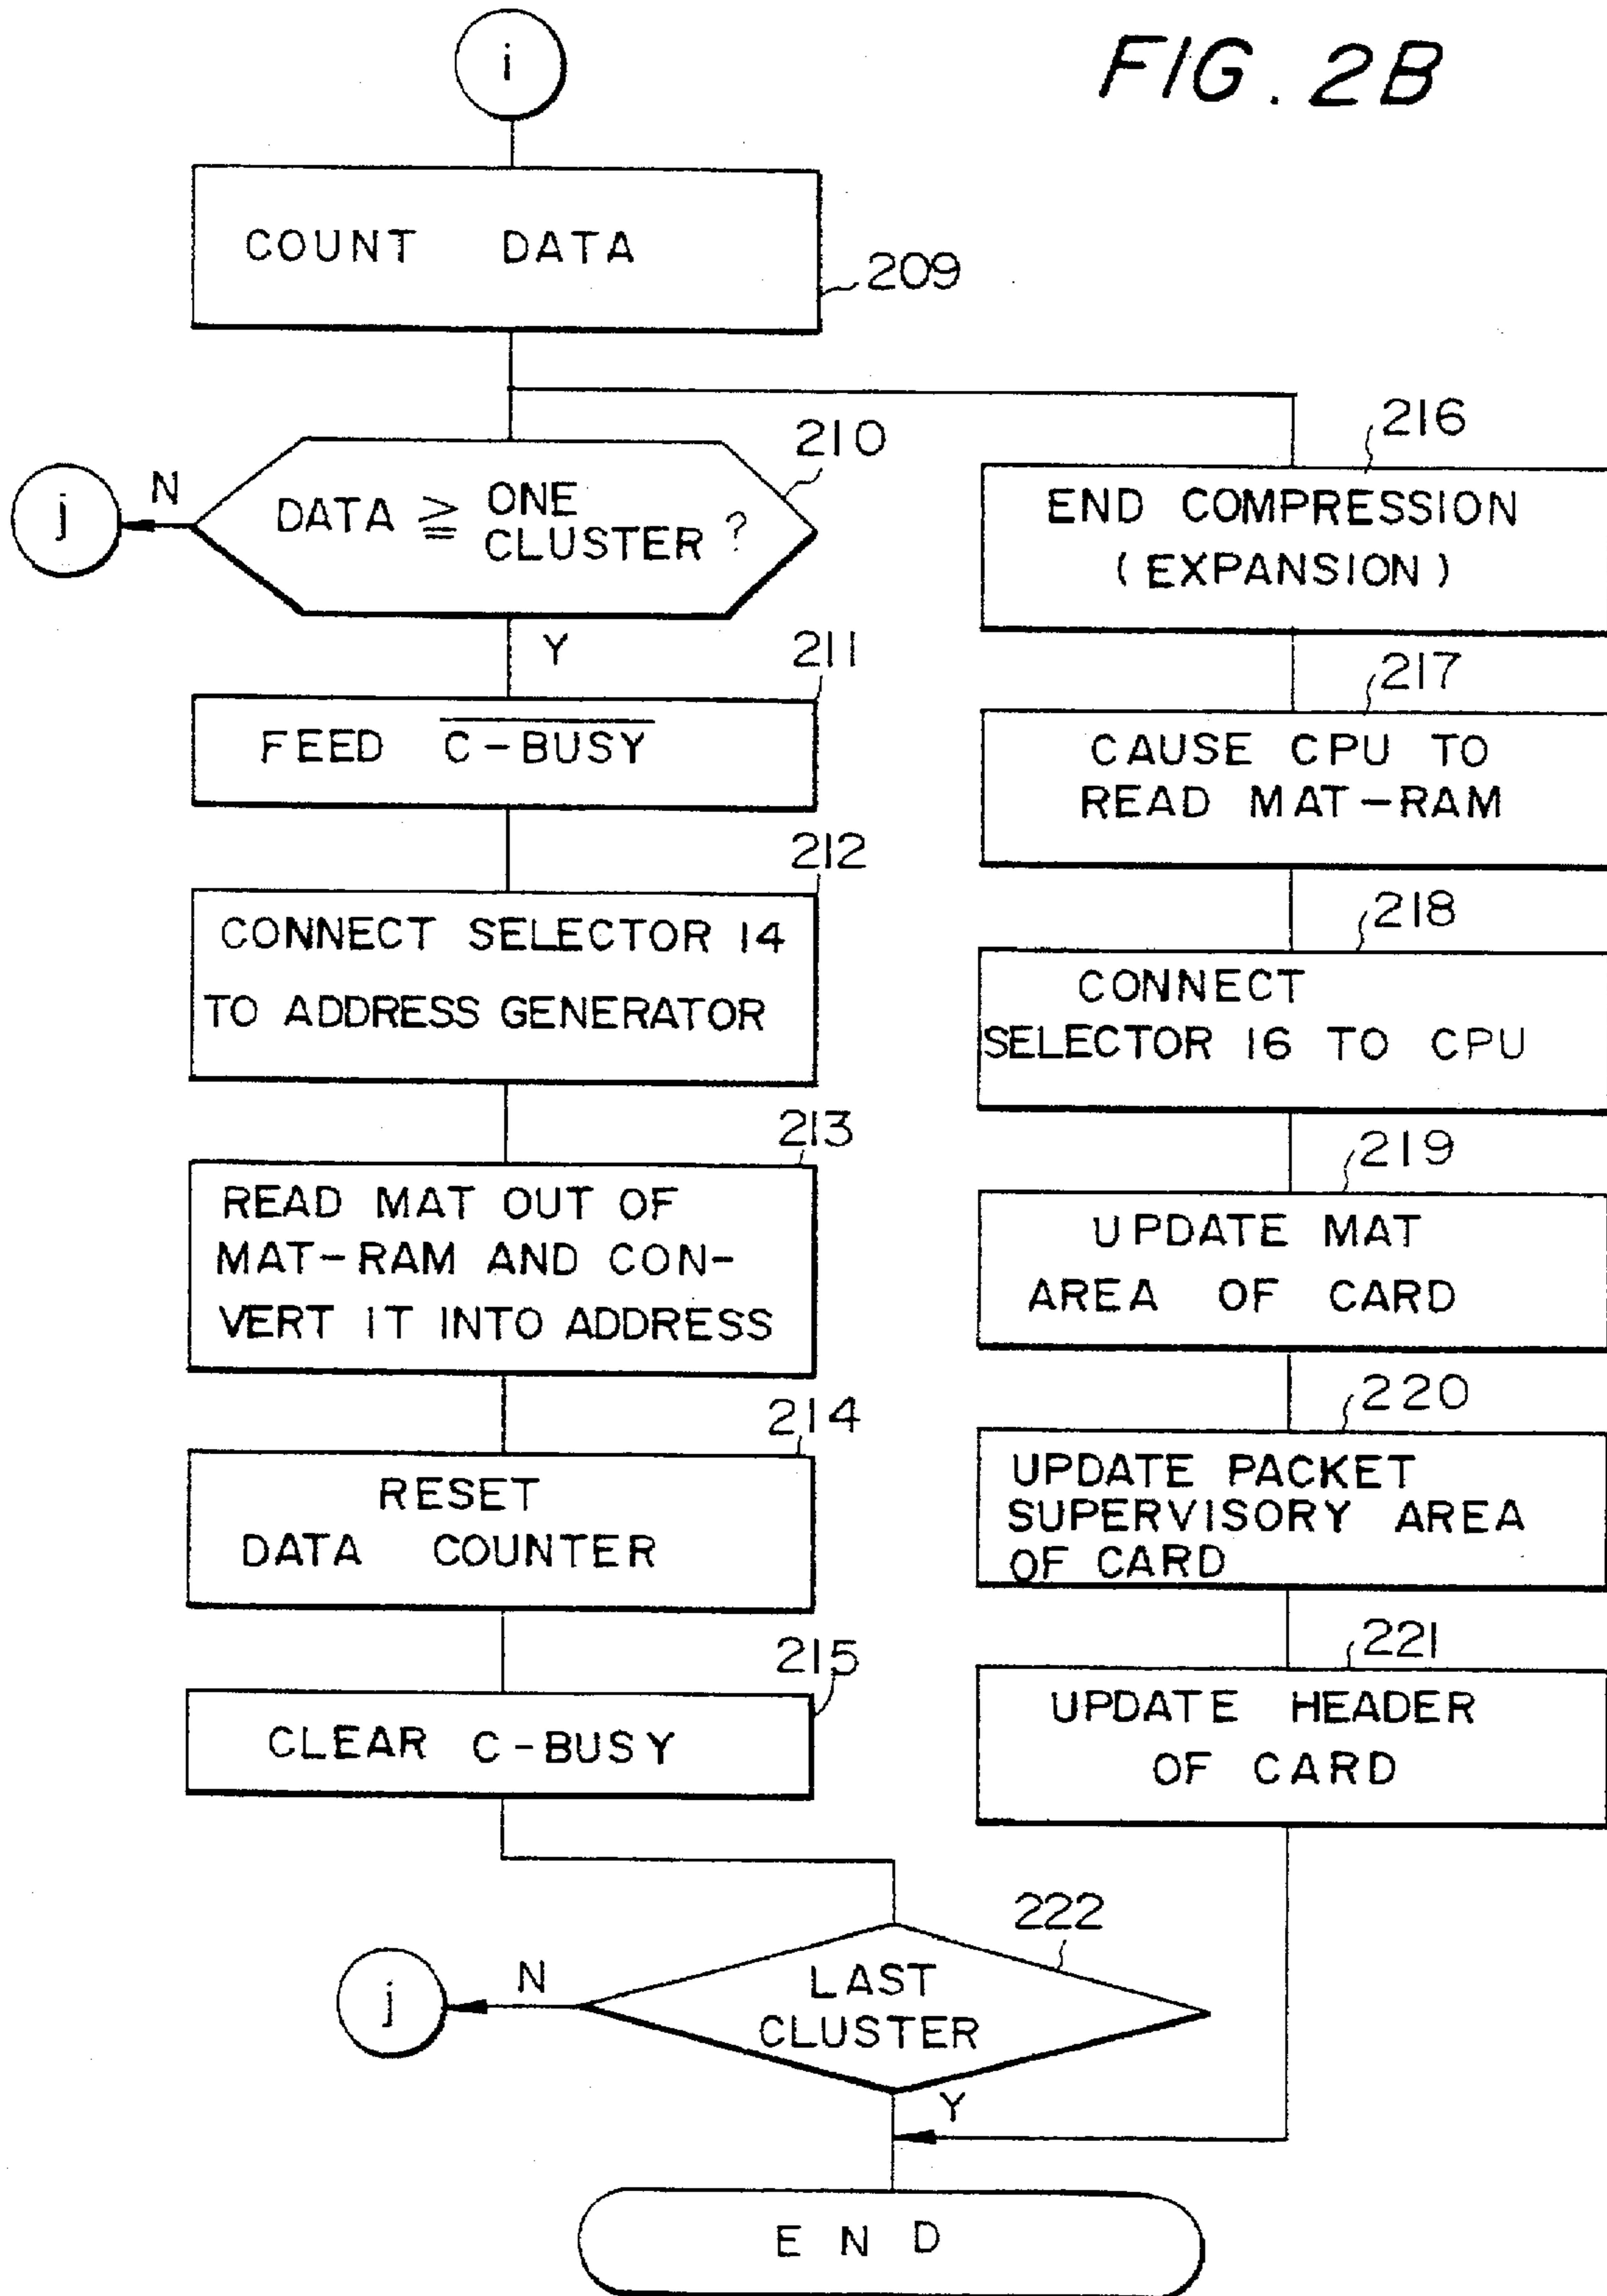 FIG. 2B
i
COUNT DATA
209
210
DATA ≧ ONE
CLUSTER ?
N
j
Y
211
FEED C-BUSY
212
CONNECT SELECTOR 14
TO ADDRESS GENERATOR
213
READ MAT OUT OF
MAT-RAM AND CON-
VERT IT INTO ADDRESS
214
RESET
DATA COUNTER
215
CLEAR C-BUSY
216
END COMPRESSION
(EXPANSION)
217
CAUSE CPU TO
READ MAT-RAM
218
CONNECT
SELECTOR 16 TO CPU
219
UPDATE MAT
AREA OF CARD
220
UPDATE PACKET
SUPERVISORY AREA
OF CARD
221
UPDATE HEADER
OF CARD
222
LAST
CLUSTER
N
j
Y
END